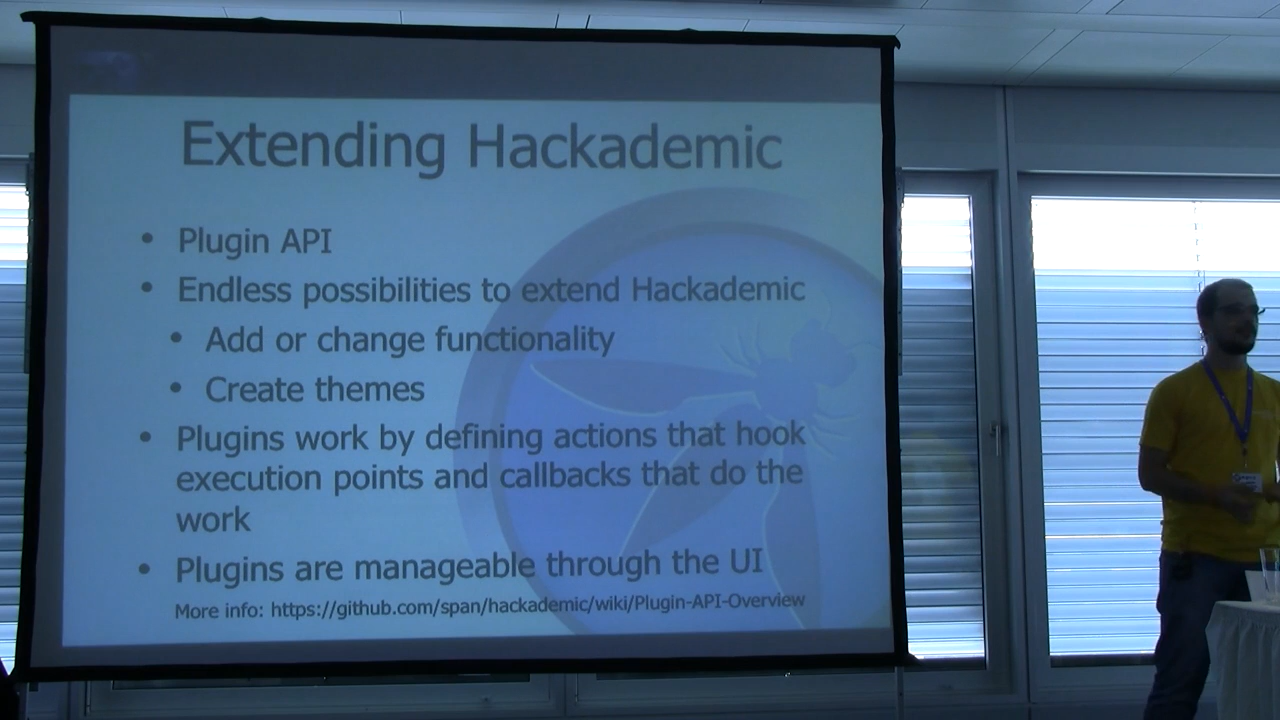 Extending Hackademic
• Plugin API
• Endless possibilities to extend Hackademic
• Add or change functionality
• Create themes
• Plugins work by defining actions that hook
execution points and callbacks that do the
work
• Plugins are manageable through the UI
More info: https://github.com/span/hackademic/wiki/Plugin-API-Overview